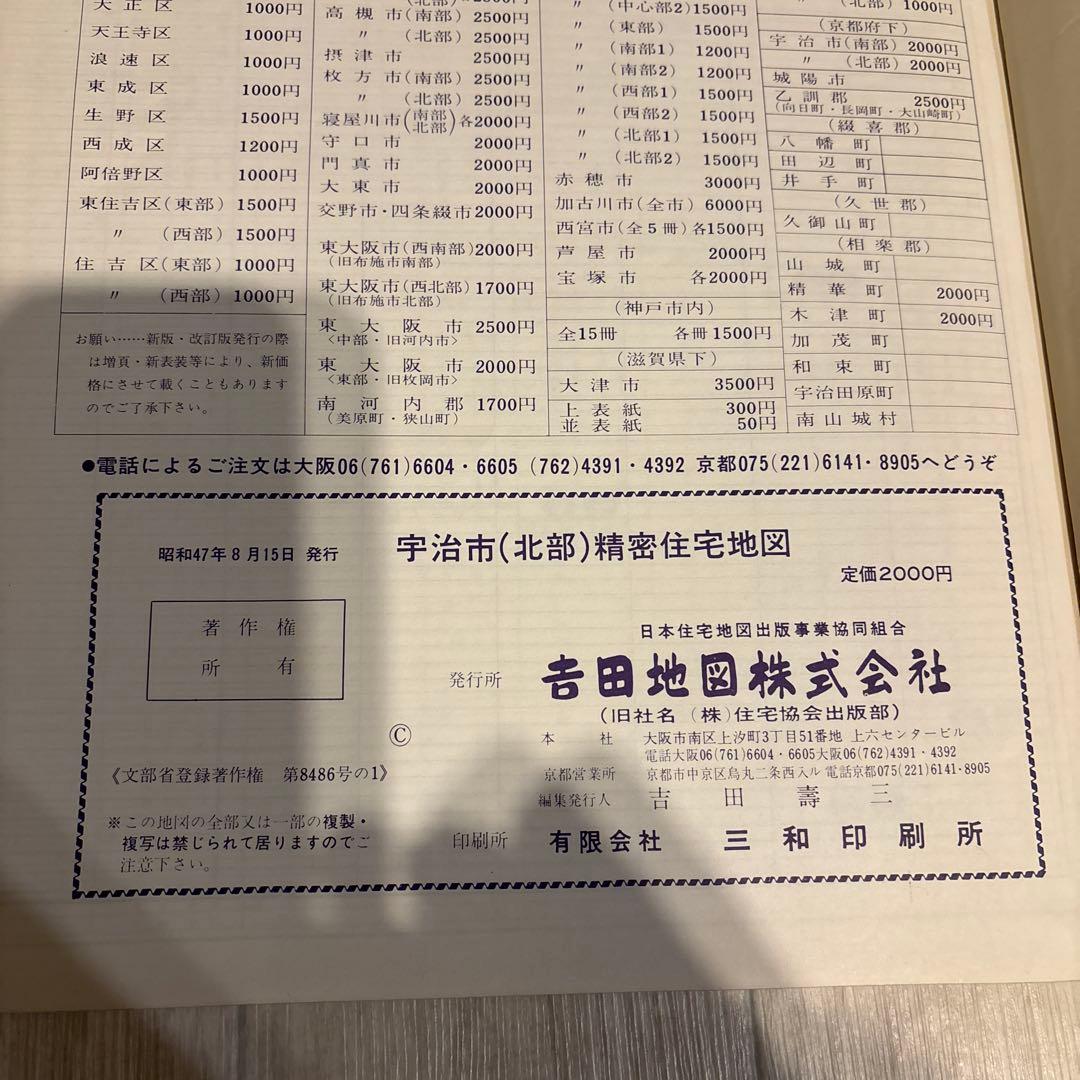 大正区 1000円
天王寺区 1000円
浪速区 1000円
東成区 1000円
生野区 1500円
西成区 1200円
阿倍野区 1000円
東住吉区(東部) 1500円
〃 (西部) 1500円
住吉区(東部) 1000円
〃 (西部) 1000円
お願い……新版・改訂版発行の際
は増頁・新表装等により、新価
格にさせて載くこともあります
のでご了承下さい。
高槻市(南部) 2500円
〃 (北部) 2500円
摂津市 2500円
枚方市(南部) 2500円
〃 (北部) 2500円
寝屋川市(南部 北部)各2000円
守口市 2000円
門真市 2000円
大東市 2000円
交野市・四条綴市 2000円
東大阪市(西南部) 2000円
(旧布施市南部)
東大阪市(西北部) 1700円
(旧布施市北部)
東大阪市 2500円
<中部・旧河内市>
東大阪市 2000円
<東部・旧枚岡市>
南河内郡 1700円
(美原町・狭山町)
〃 (中心部2) 1500円
〃 (東部) 1500円
〃 (南部1) 1200円
〃 (南部2) 1200円
〃 (西部1) 1500円
〃 (西部2) 1500円
〃 (北部1) 1500円
〃 (北部2) 1500円
赤穂市 3000円
加古川市(全市) 6000円
西宮市(全5冊) 各1500円
芦屋市 2000円
宝塚市 各2000円
(神戸市内)
全15冊 各冊1500円
(滋賀県下)
大津市 3500円
上表紙 300円
並表紙 50円
〃 (北部) 1000円
(京都府下)
宇治市(南部) 2000円
〃 (北部) 2000円
城陽市
乙訓郡 2500円
(向日町・長岡町・大山崎町)
(綴喜郡)
八幡町
田辺町
井手町
(久世郡)
久御山町
(相楽郡)
山城町
精華町 2000円
木津町 2000円
加茂町
和束町
宇治田原町
南山城村
●電話によるご注文は大阪06(761)6604・6605 (762)4391・4392 京都075(221)6141・8905へどうぞ
昭和47年8月15日 発行
宇治市(北部)精密住宅地図
定価2000円
著作権
所有
日本住宅地図出版事業協同組合
発行所 吉田地図株式会社
(旧社名 (株)住宅協会出版部)
©
本社 大阪市南区上汐町3丁目51番地 上六センタービル
電話大阪06(761)6604・6605大阪06(762)4391・4392
京都営業所 京都市中京区烏丸二条西入ル 電話京都075(221)6141・8905
《文部省登録著作権 第8486号の1》
編集発行人 吉田壽三
※この地図の全部又は一部の複製・
複写は禁じられて居りますのでご
注意下さい。
印刷所 有限会社 三和印刷所